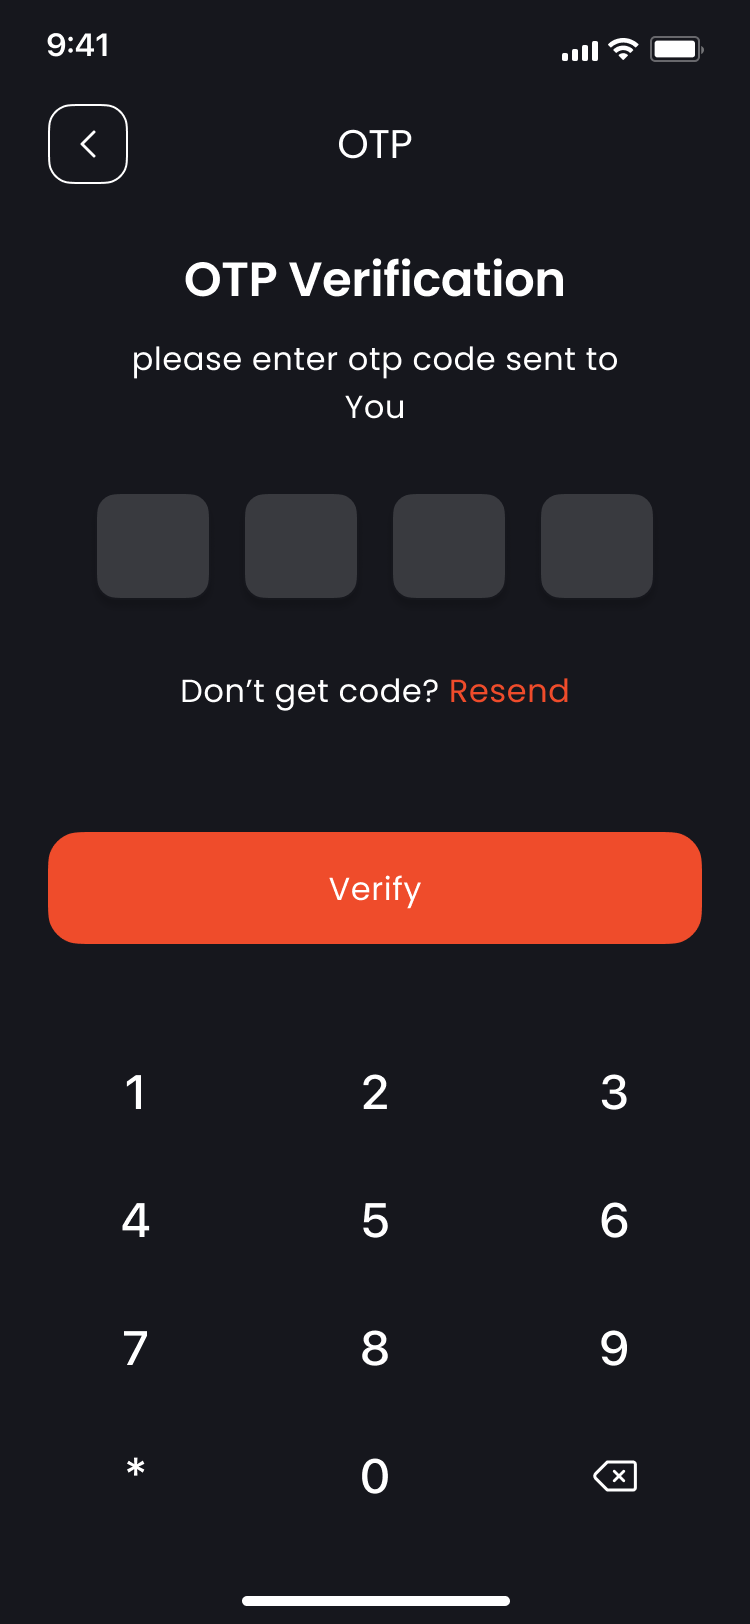 9:41
OTP
OTP Verification
please enter otp code sent to
You
Don’t get code? Resend
Verify
1 2 3
4 5 6
7 8 9
* 0